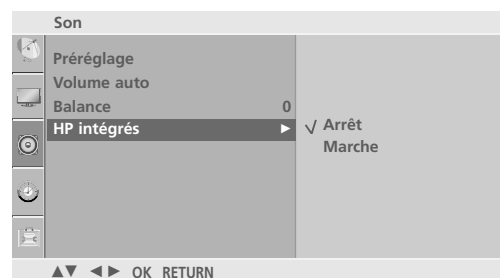 Son
Préréglage
Volume auto
Balance 0
HP intégrés ► √ Arrêt
Marche
▲▼ ◄► OK RETURN